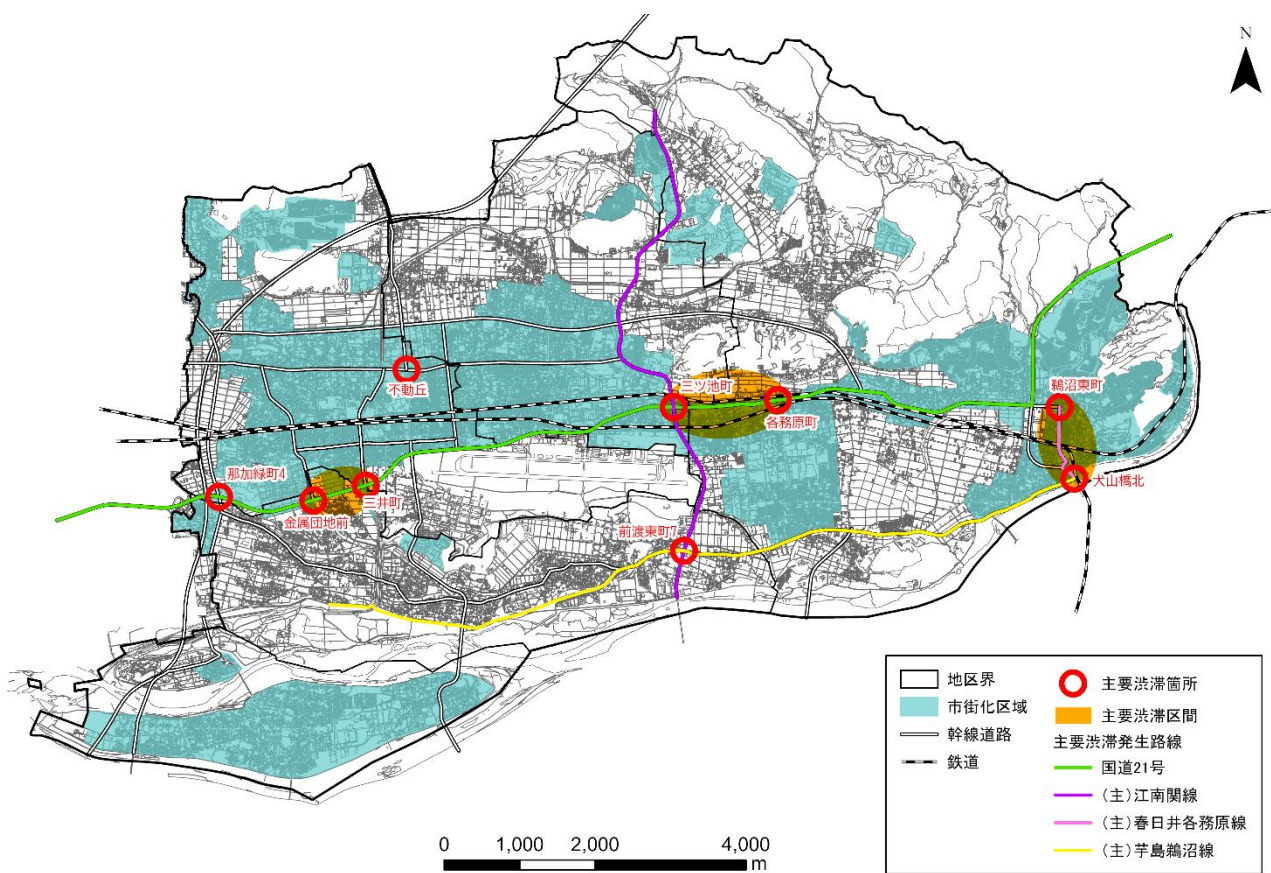 N
不動丘
三ツ池町
各務原町
鵜沼東町
那加緑町4
金属団地前
三井町
前渡東町7
犬山橋北
0 1,000 2,000 4,000
m
地区界
市街化区域
幹線道路
鉄道
主要渋滞箇所
主要渋滞区間
主要渋滞発生路線
国道21号
(主)江南関線
(主)春日井各務原線
(主)芋島鵜沼線